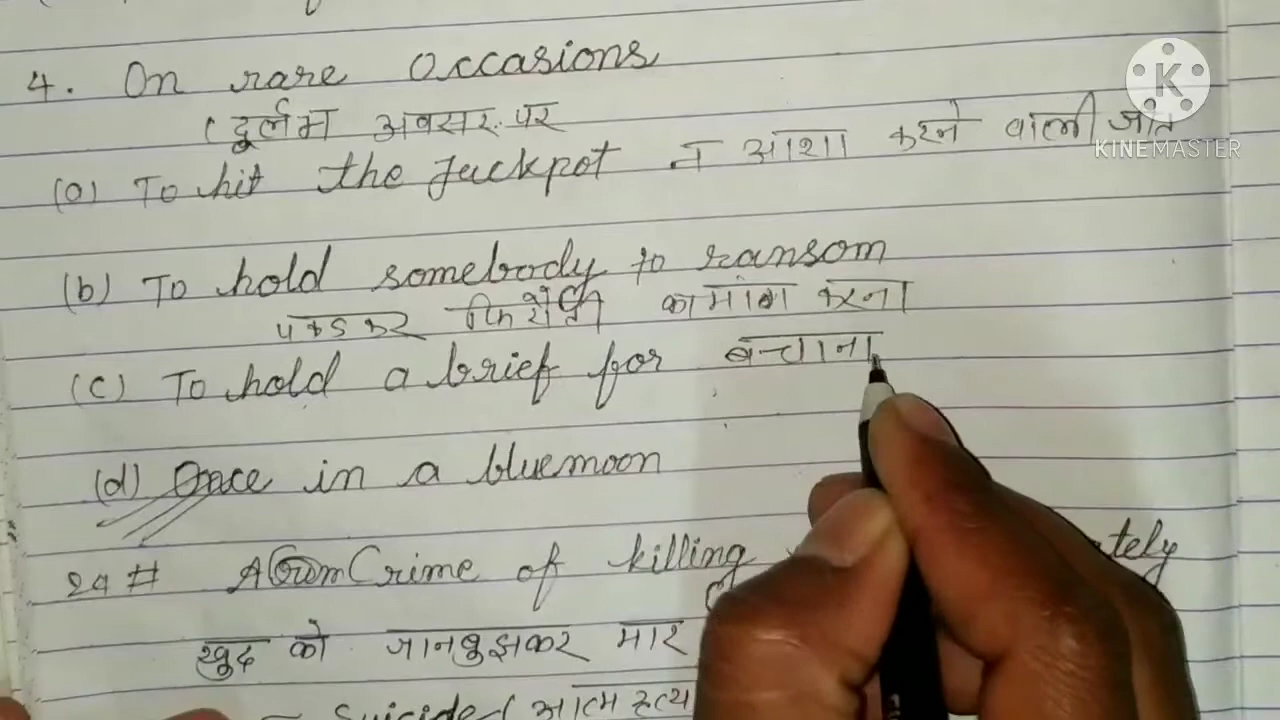 4. On rare Occasions
( दुर्लभ अवसर पर
(a) To hit the Jackpot न आशा करने वाली जीत
(b) To hold somebody to ransom
पकड कर फिरौती का मांग करना
(c) To hold a brief for बचाना
(d) Once in a bluemoon
24 # Crime of killing tely
खुद को जानबुझकर मार
Suicide ( आत्म हत्य
K
KINEMASTER